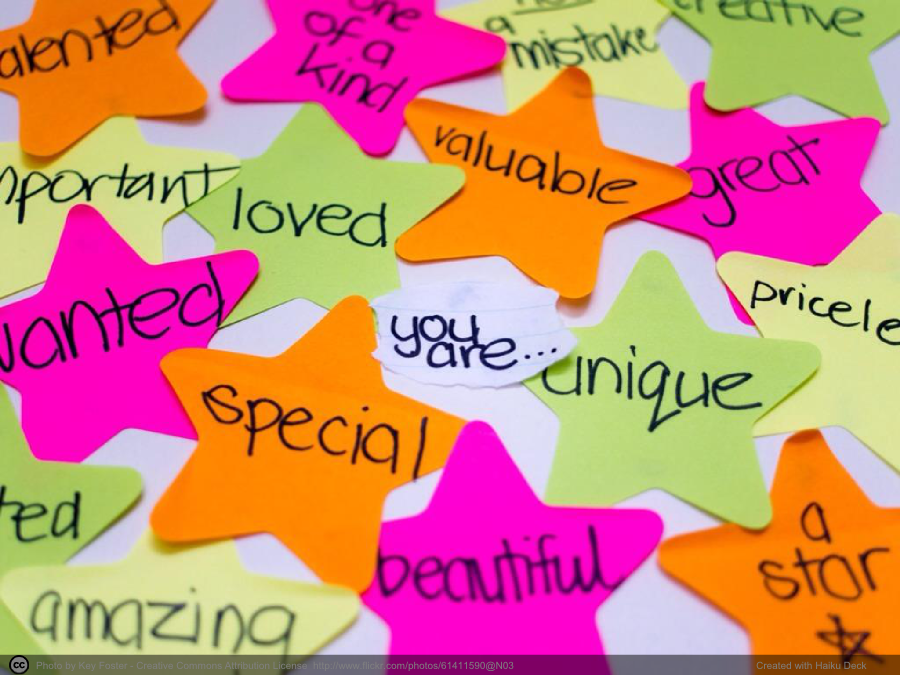 one
of a
kind
a
mistake
creative
alented
valuable
great
mportant
loved
wanted
pricele
you
are...
unique
special
ted
beautiful
a
star
amazing
Photo by Key Foster - Creative Commons Attribution License http://www.flickr.com/photos/61411590@N03
Created with Haiku Deck